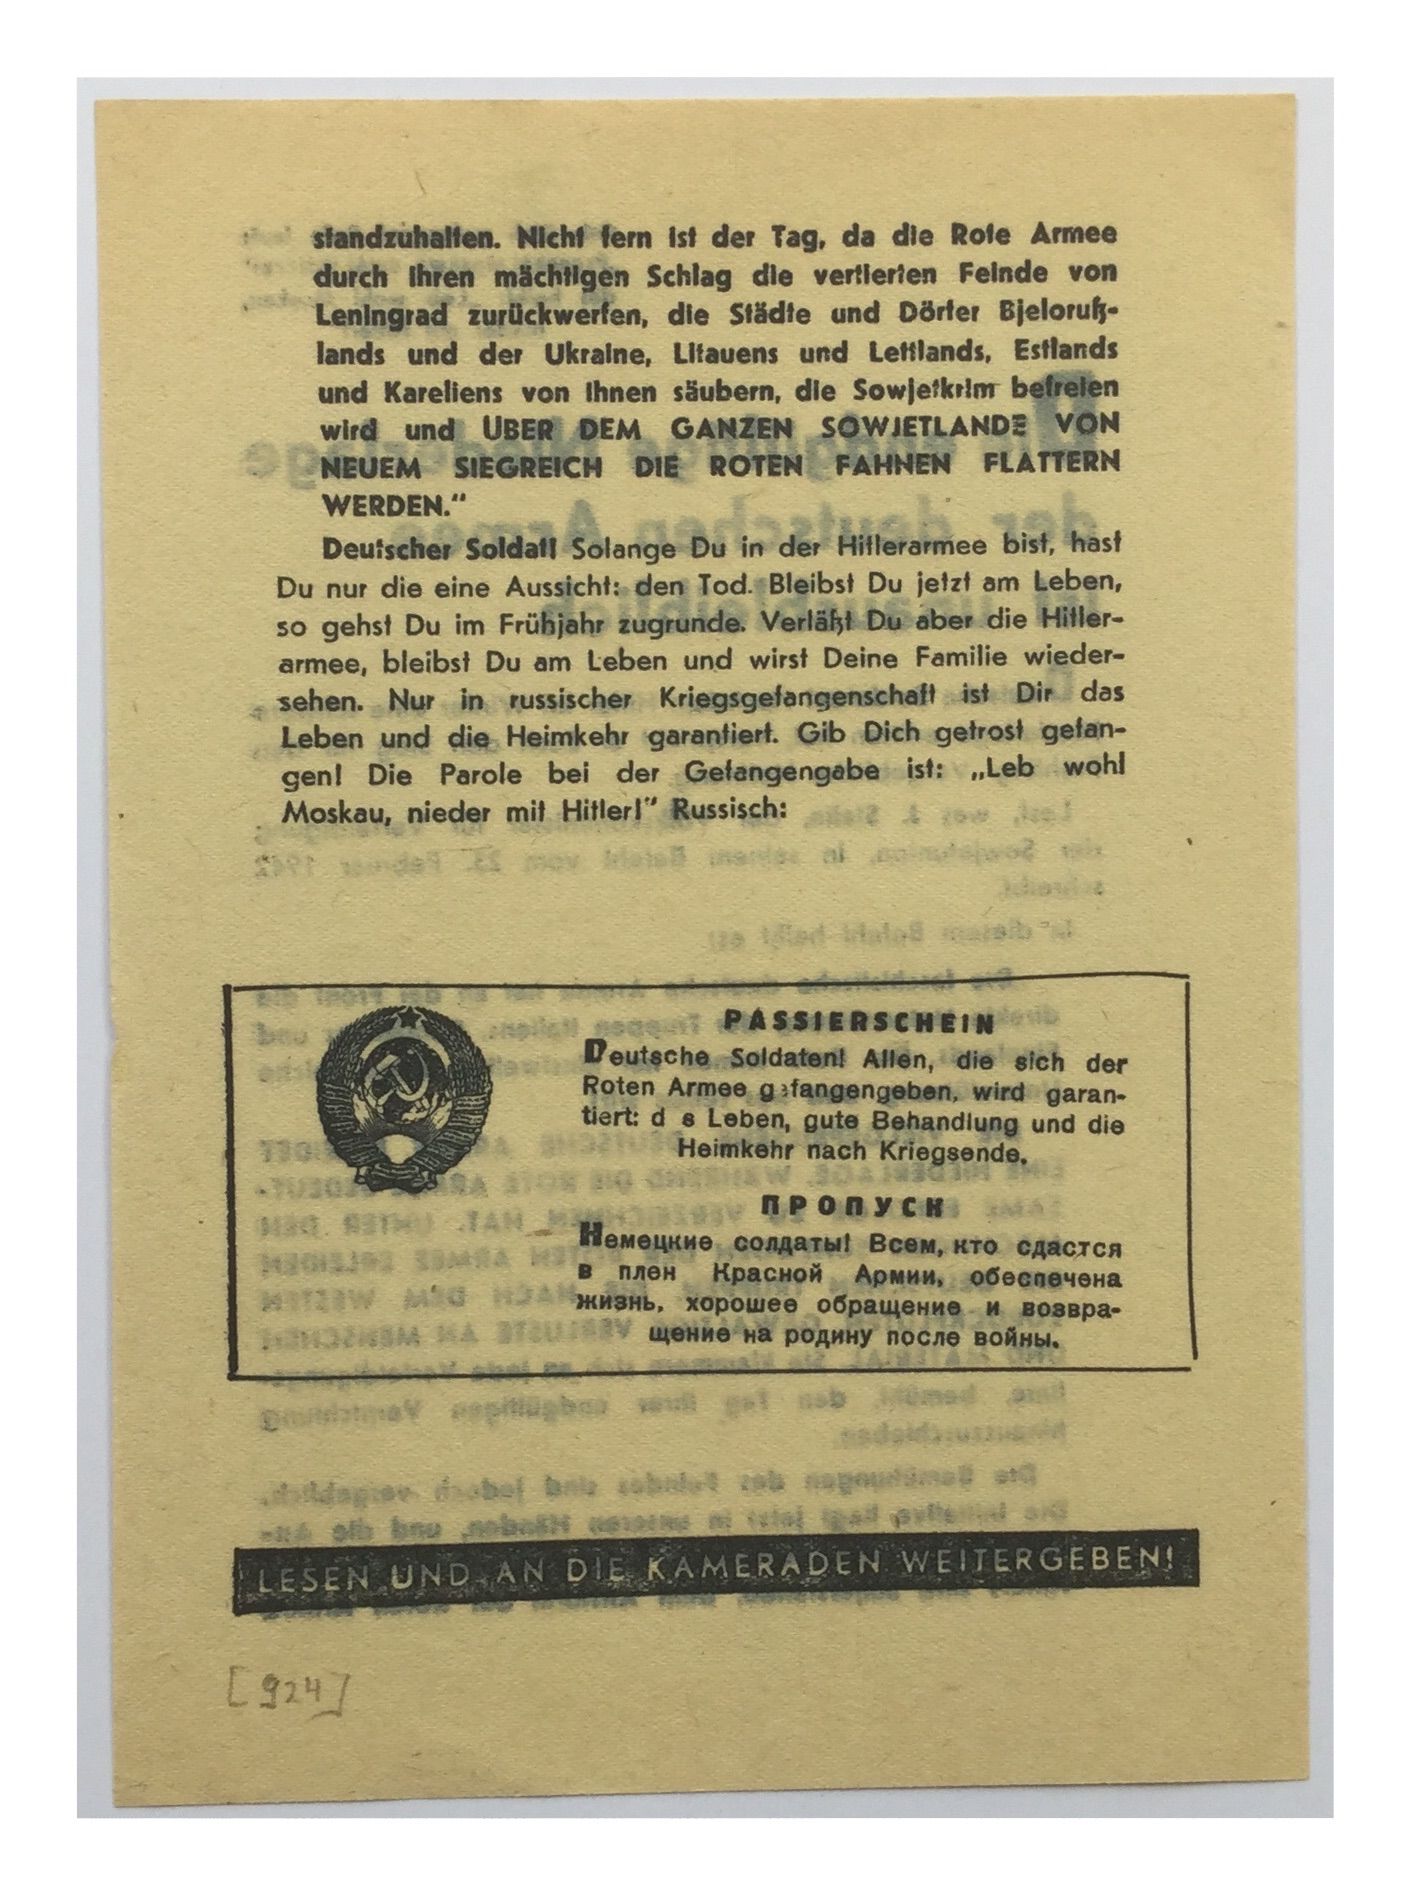 standzuhalten. Nicht fern ist der Tag, da die Rote Armee
durch ihren mächtigen Schlag die vertierten Feinde von
Leningrad zurückwerfen, die Städte und Dörfer Bjeloruß-
lands und der Ukraine, Litauens und Lettlands, Estlands
und Kareliens von ihnen säubern, die Sowjetkrim befreien
wird und UBER DEM GANZEN SOWJETLANDE VON
NEUEM SIEGREICH DIE ROTEN FAHNEN FLATTERN
WERDEN.“
Deutscher Soldat! Solange Du in der Hitlerarmee bist, hast
Du nur die eine Aussicht: den Tod. Bleibst Du jetzt am Leben,
so gehst Du im Frühjahr zugrunde. Verläßt Du aber die Hitler-
armee, bleibst Du am Leben und wirst Deine Familie wieder-
sehen. Nur in russischer Kriegsgefangenschaft ist Dir das
Leben und die Heimkehr garantiert. Gib Dich getrost gefan-
gen! Die Parole bei der Gefangengabe ist: „Leb wohl
Moskau, nieder mit Hitler!“ Russisch:
PASSIERSCHEIN
Deutsche Soldaten! Allen, die sich der
Roten Armee gefangengeben, wird garan-
tiert: d s Leben, gute Behandlung und die
Heimkehr nach Kriegsende.
ПРОПУСК
Немецкие солдаты! Всем, кто сдастся
в плен Красной Армии, обеспечена
жизнь, хорошее обращение и возвра-
щение на родину после войны.
LESEN UND AN DIE KAMERADEN WEITERGEBEN!
[924]